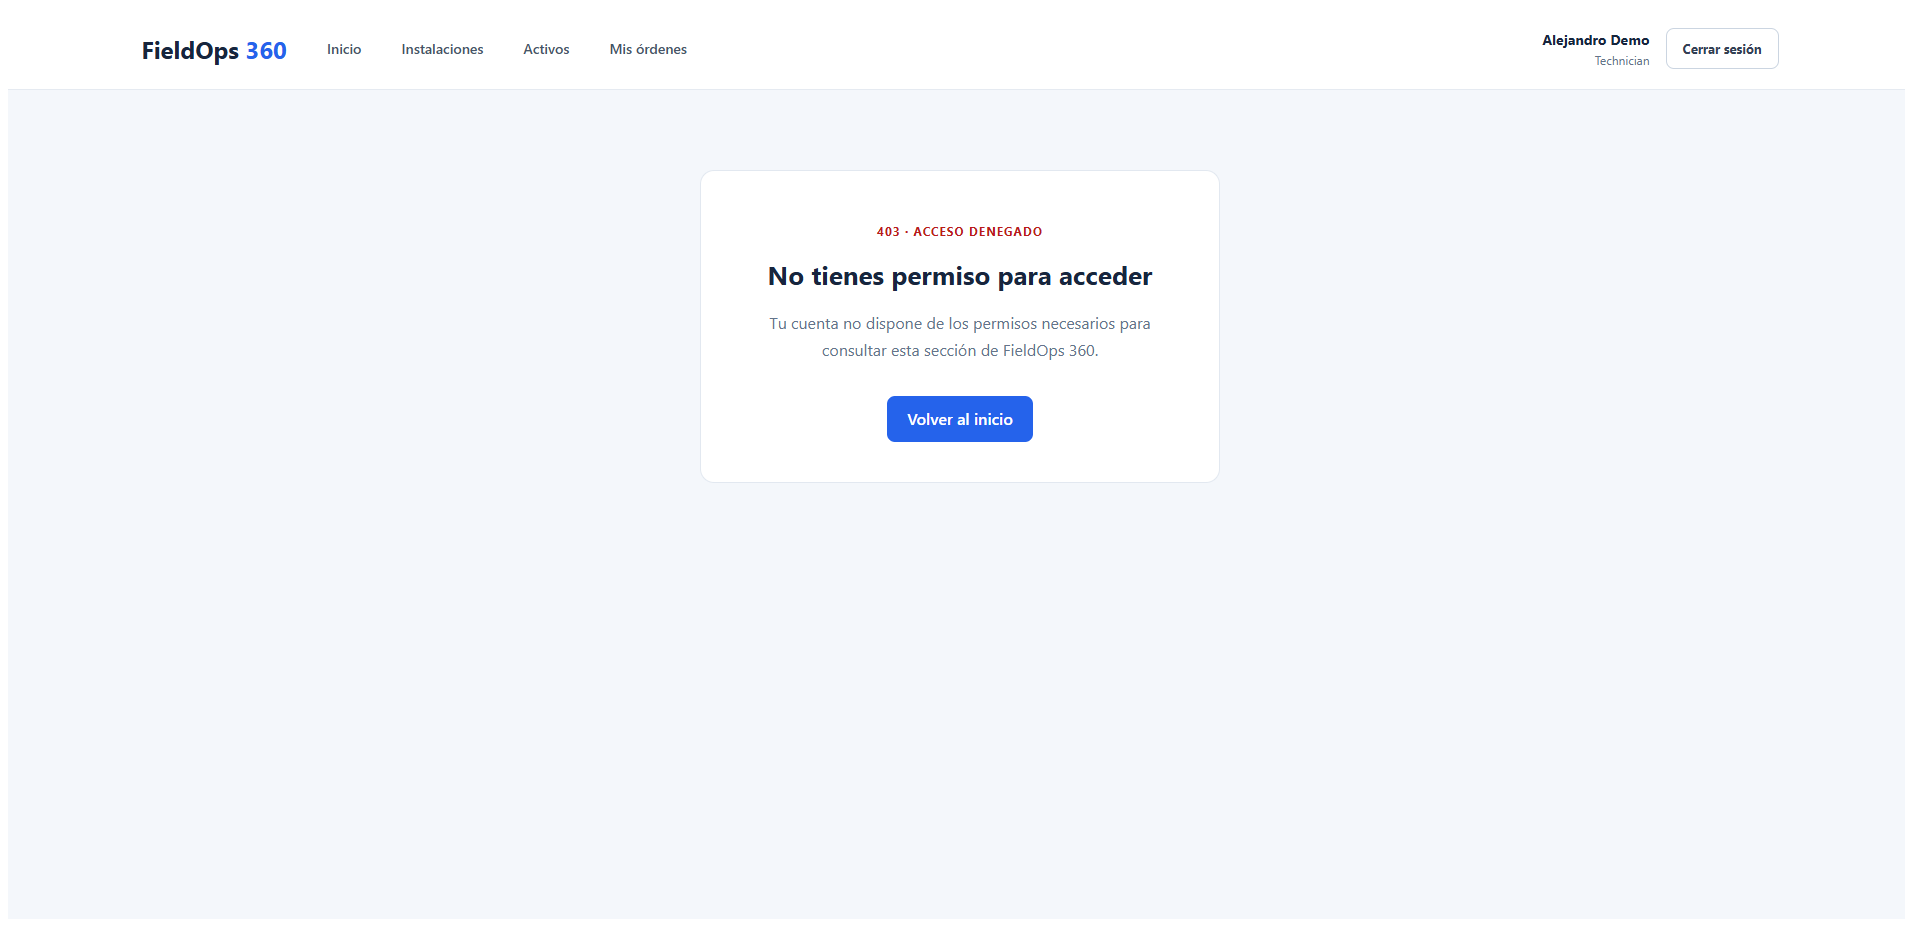 FieldOps 360
Inicio
Instalaciones
Activos
Mis órdenes
Alejandro Demo
Technician
Cerrar sesión
403 · ACCESO DENEGADO
No tienes permiso para acceder
Tu cuenta no dispone de los permisos necesarios para
consultar esta sección de FieldOps 360.
Volver al inicio